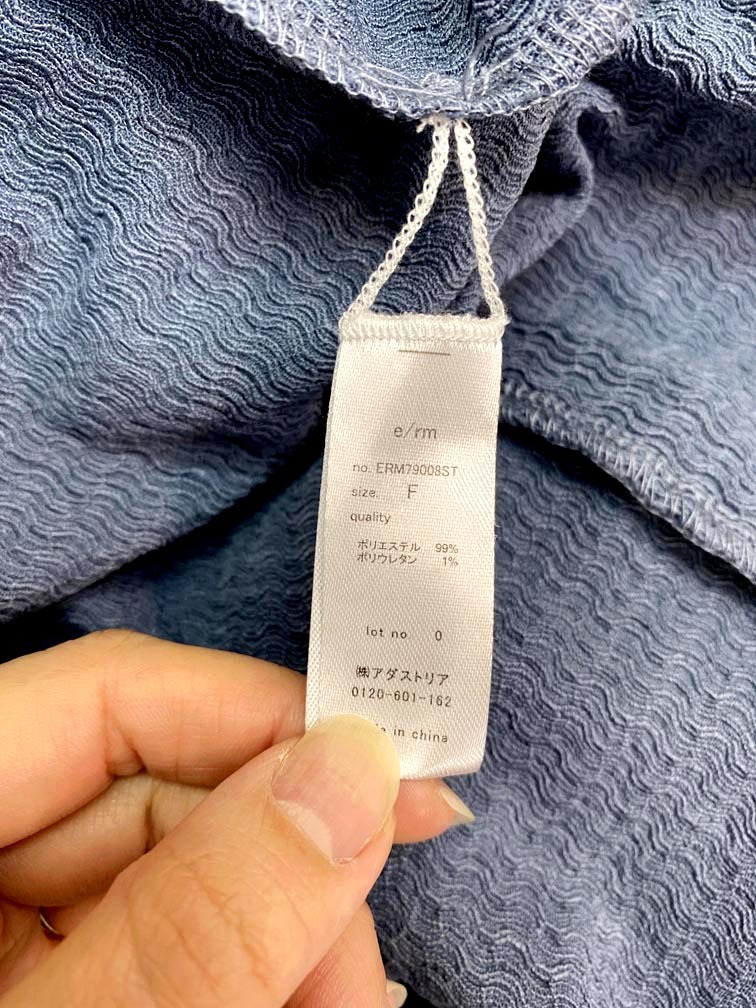 e/rm
no. ERM79008ST
size. F
quality
ポリエステル 99%
ポリウレタン 1%
lot no 0
㈱アダストリア
0120-601-162
in china